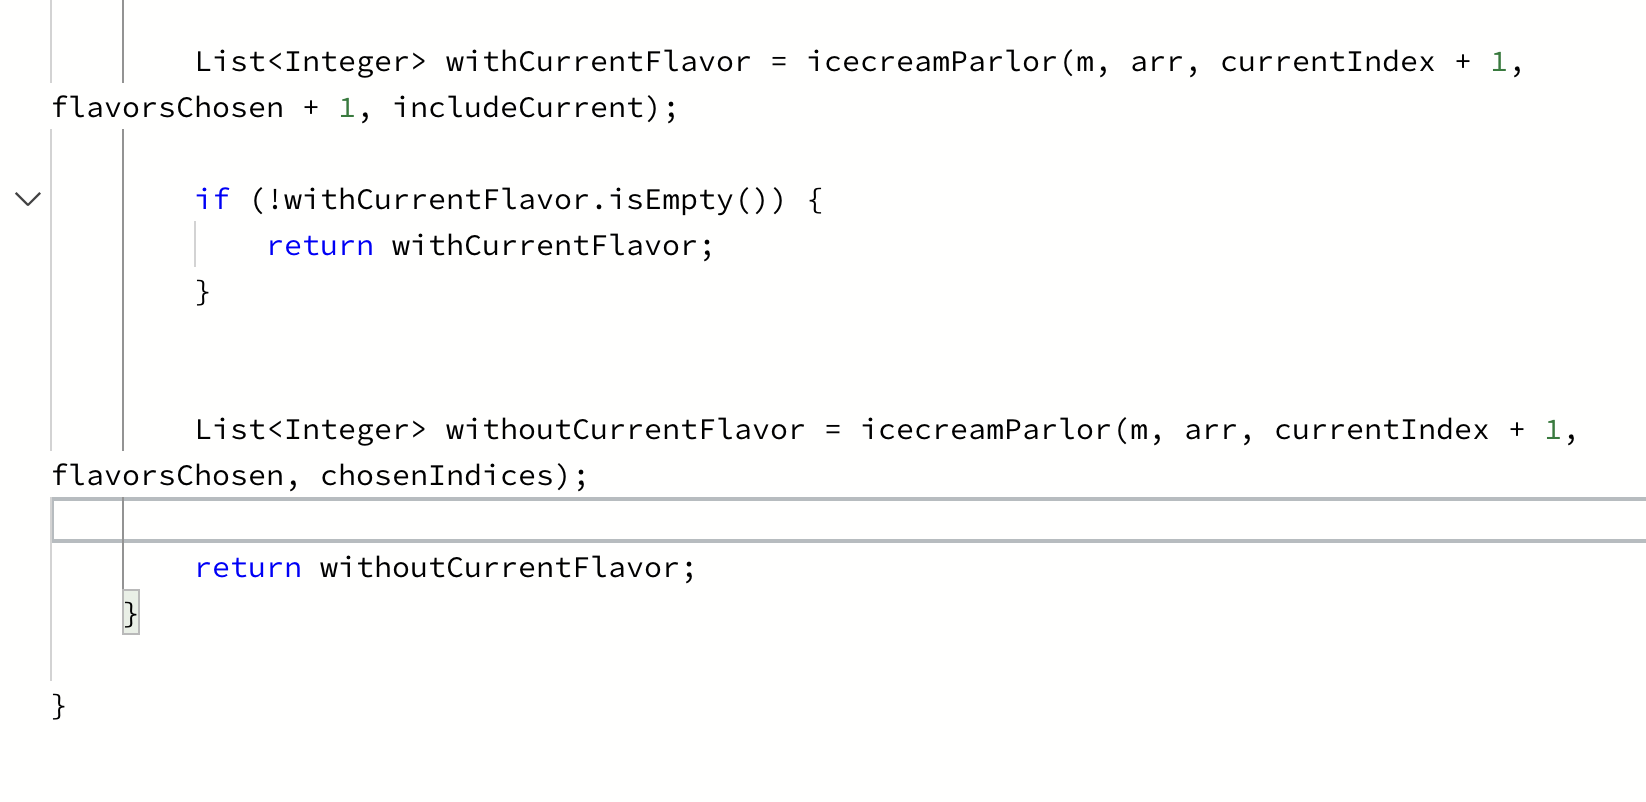 List<Integer> withCurrentFlavor = icecreamParlor(m, arr, currentIndex + 1,
flavorsChosen + 1, includeCurrent);
if (!withCurrentFlavor.isEmpty()) {
return withCurrentFlavor;
}
List<Integer> withoutCurrentFlavor = icecreamParlor(m, arr, currentIndex + 1,
flavorsChosen, chosenIndices);
return withoutCurrentFlavor;
}
}